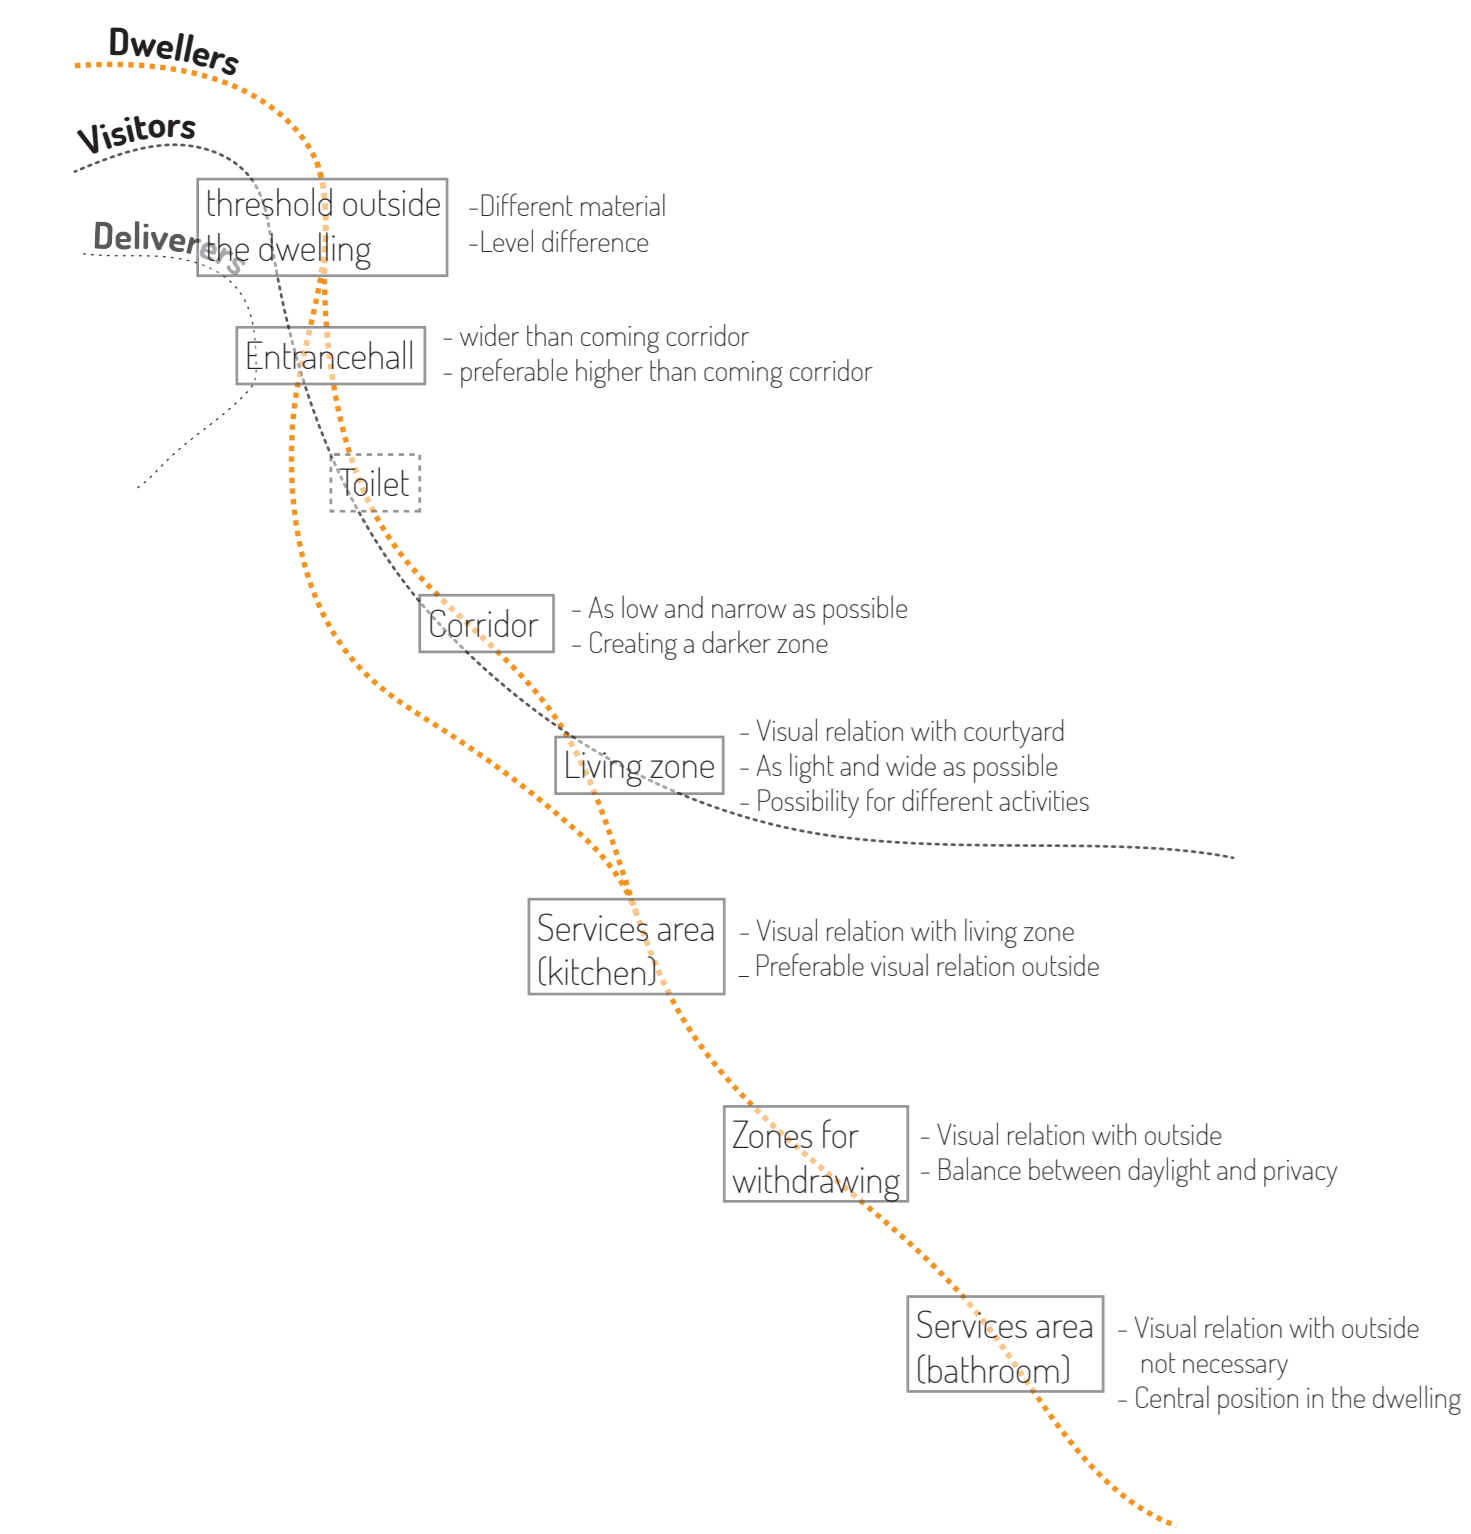 Dwellers
Visitors
Deliverers
threshold outside
the dwelling
-Different material
-Level difference
Entrancehall
- wider than coming corridor
- preferable higher than coming corridor
Toilet
Corridor
- As low and narrow as possible
- Creating a darker zone
Living zone
- Visual relation with courtyard
- As light and wide as possible
- Possibility for different activities
Services area
(kitchen)
- Visual relation with living zone
_ Preferable visual relation outside
Zones for
withdrawing
- Visual relation with outside
- Balance between daylight and privacy
Services area
(bathroom)
- Visual relation with outside
not necessary
- Central position in the dwelling